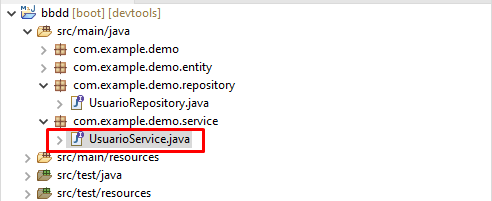 bbdd [boot] [devtools]
src/main/java
com.example.demo
com.example.demo.entity
com.example.demo.repository
UsuarioRepository.java
com.example.demo.service
UsuarioService.java
src/main/resources
src/test/java
src/test/resources